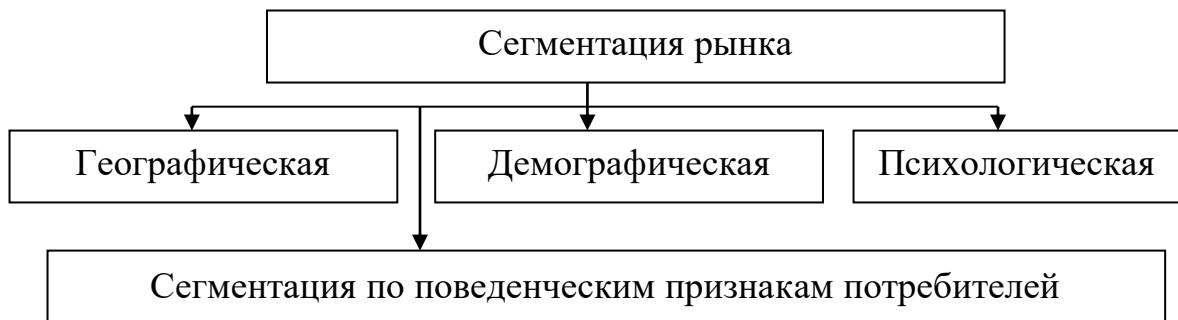 Сегментация рынка
Географическая
Демографическая
Психологическая
Сегментация по поведенческим признакам потребителей